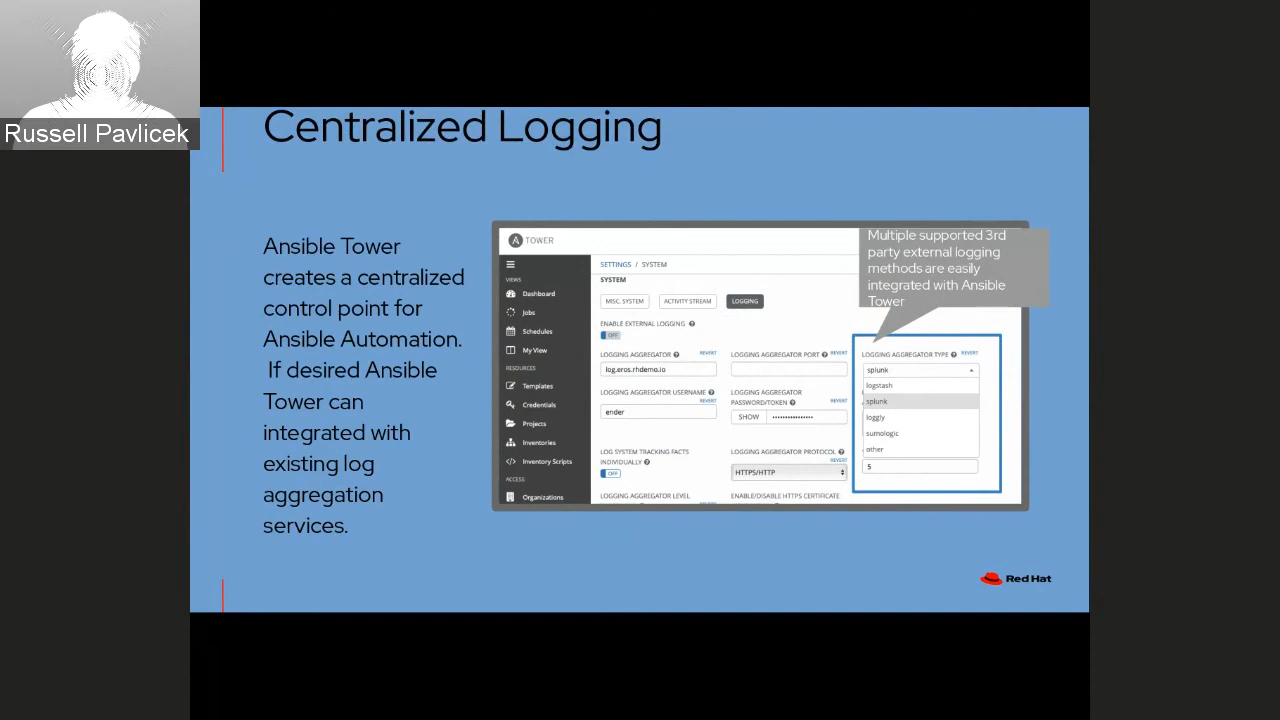 Russell Pavlicek
Centralized Logging
Ansible Tower
creates a centralized
control point for
Ansible Automation.
If desired Ansible
Tower can
integrated with
existing log
aggregation
services.
Multiple supported 3rd
party external logging
methods are easily
integrated with Ansible
Tower
A TOWER
VIEWS
Dashboard
Jobs
Schedules
My View
RESOURCES
Templates
Credentials
Projects
Inventories
Inventory Scripts
ACCESS
Organizations
SETTINGS / SYSTEM
SYSTEM
MISC. SYSTEM ACTIVITY STREAM LOGGING
ENABLE EXTERNAL LOGGING ?
OFF
LOGGING AGGREGATOR ? REVERT
log.eros.rhdemo.io
LOGGING AGGREGATOR PORT ? REVERT
LOGGING AGGREGATOR TYPE ? REVERT
splunk
logstash
splunk
loggly
sumologic
other
5
LOGGING AGGREGATOR USERNAME ?
REVERT
ender
LOGGING AGGREGATOR
PASSWORD/TOKEN ? REVERT
SHOW ••••••••••••••••
LOG SYSTEM TRACKING FACTS
INDIVIDUALLY ?
OFF
LOGGING AGGREGATOR PROTOCOL ?
REVERT
HTTPS/HTTP
LOGGING AGGREGATOR LEVEL
ENABLE/DISABLE HTTPS CERTIFICATE
Red Hat